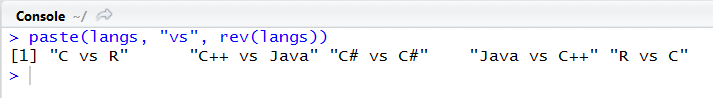 Console ~/
> paste(langs, "vs", rev(langs))
[1] "C vs R"      "C++ vs Java" "C# vs C#"    "Java vs C++" "R vs C"
>